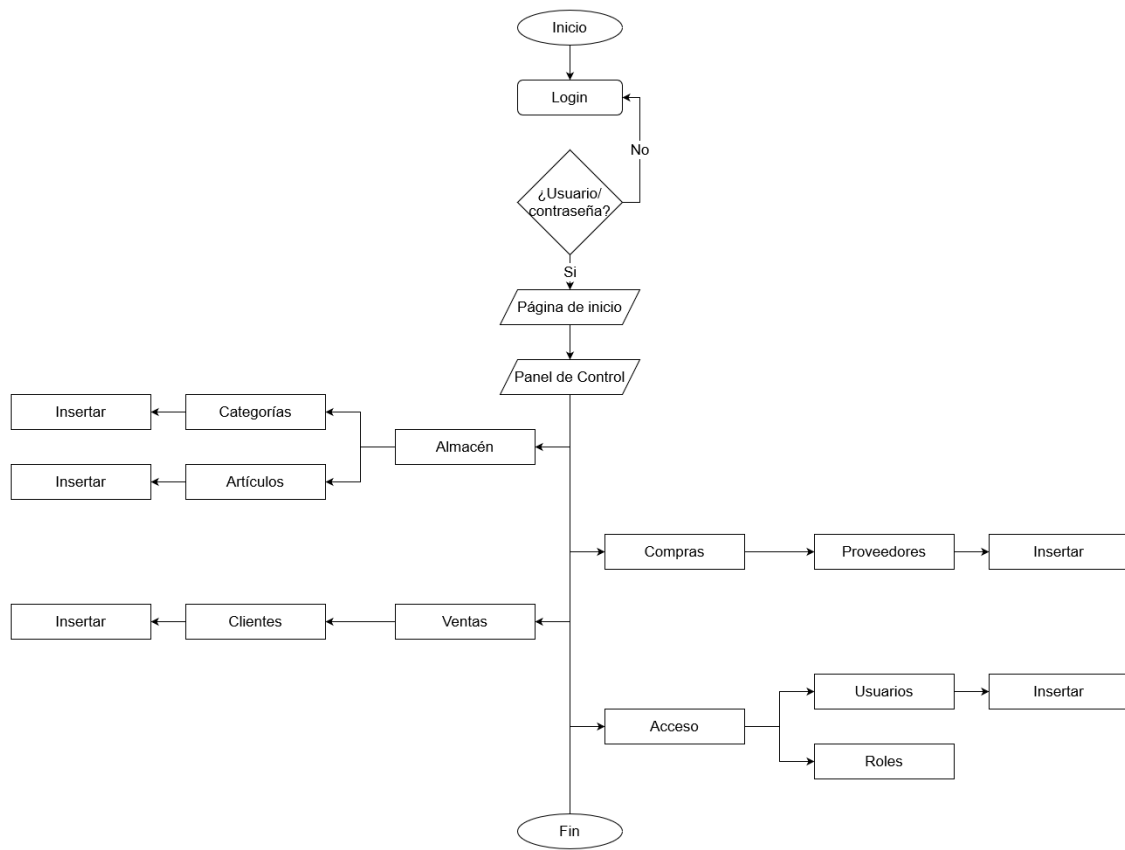 Inicio
Login
No
¿Usuario/
contraseña?
Si
Página de inicio
Panel de Control
Insertar
Categorías
Almacén
Insertar
Artículos
Compras
Proveedores
Insertar
Insertar
Clientes
Ventas
Usuarios
Insertar
Acceso
Roles
Fin